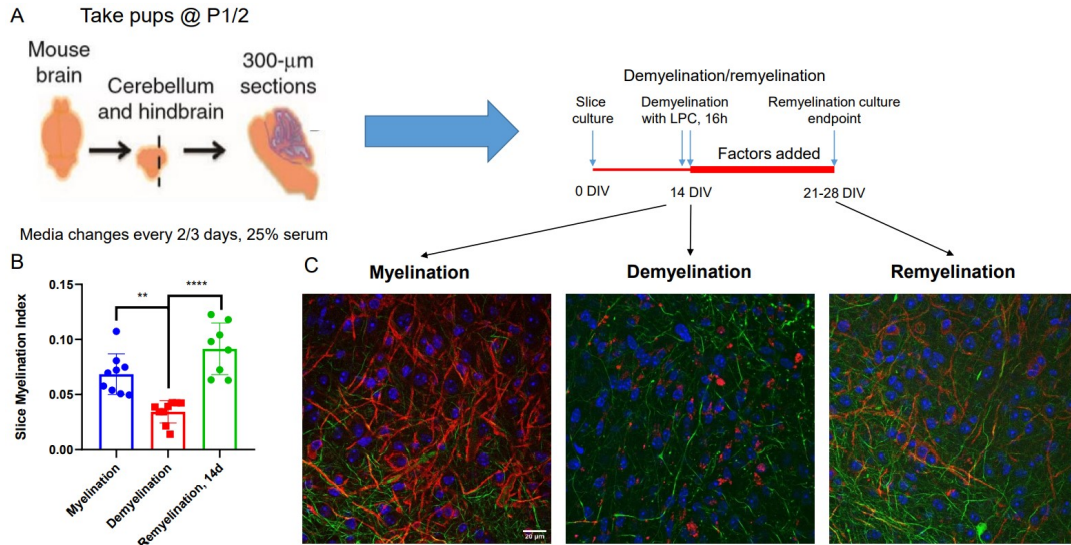 A
Take pups @ P1/2
Mouse
brain
Cerebellum
and hindbrain
300-µm
sections
Media changes every 2/3 days, 25% serum
Demyelination/remyelination
Slice
culture
Demyelination
with LPC, 16h
Remyelination culture
endpoint
Factors added
0 DIV
14 DIV
21-28 DIV
B
Slice Myelination Index
0.15
0.10
0.05
0.00
**
****
Myelination
Demyelination
Remyelination, 14d
C
Myelination
Demyelination
Remyelination
20 µm